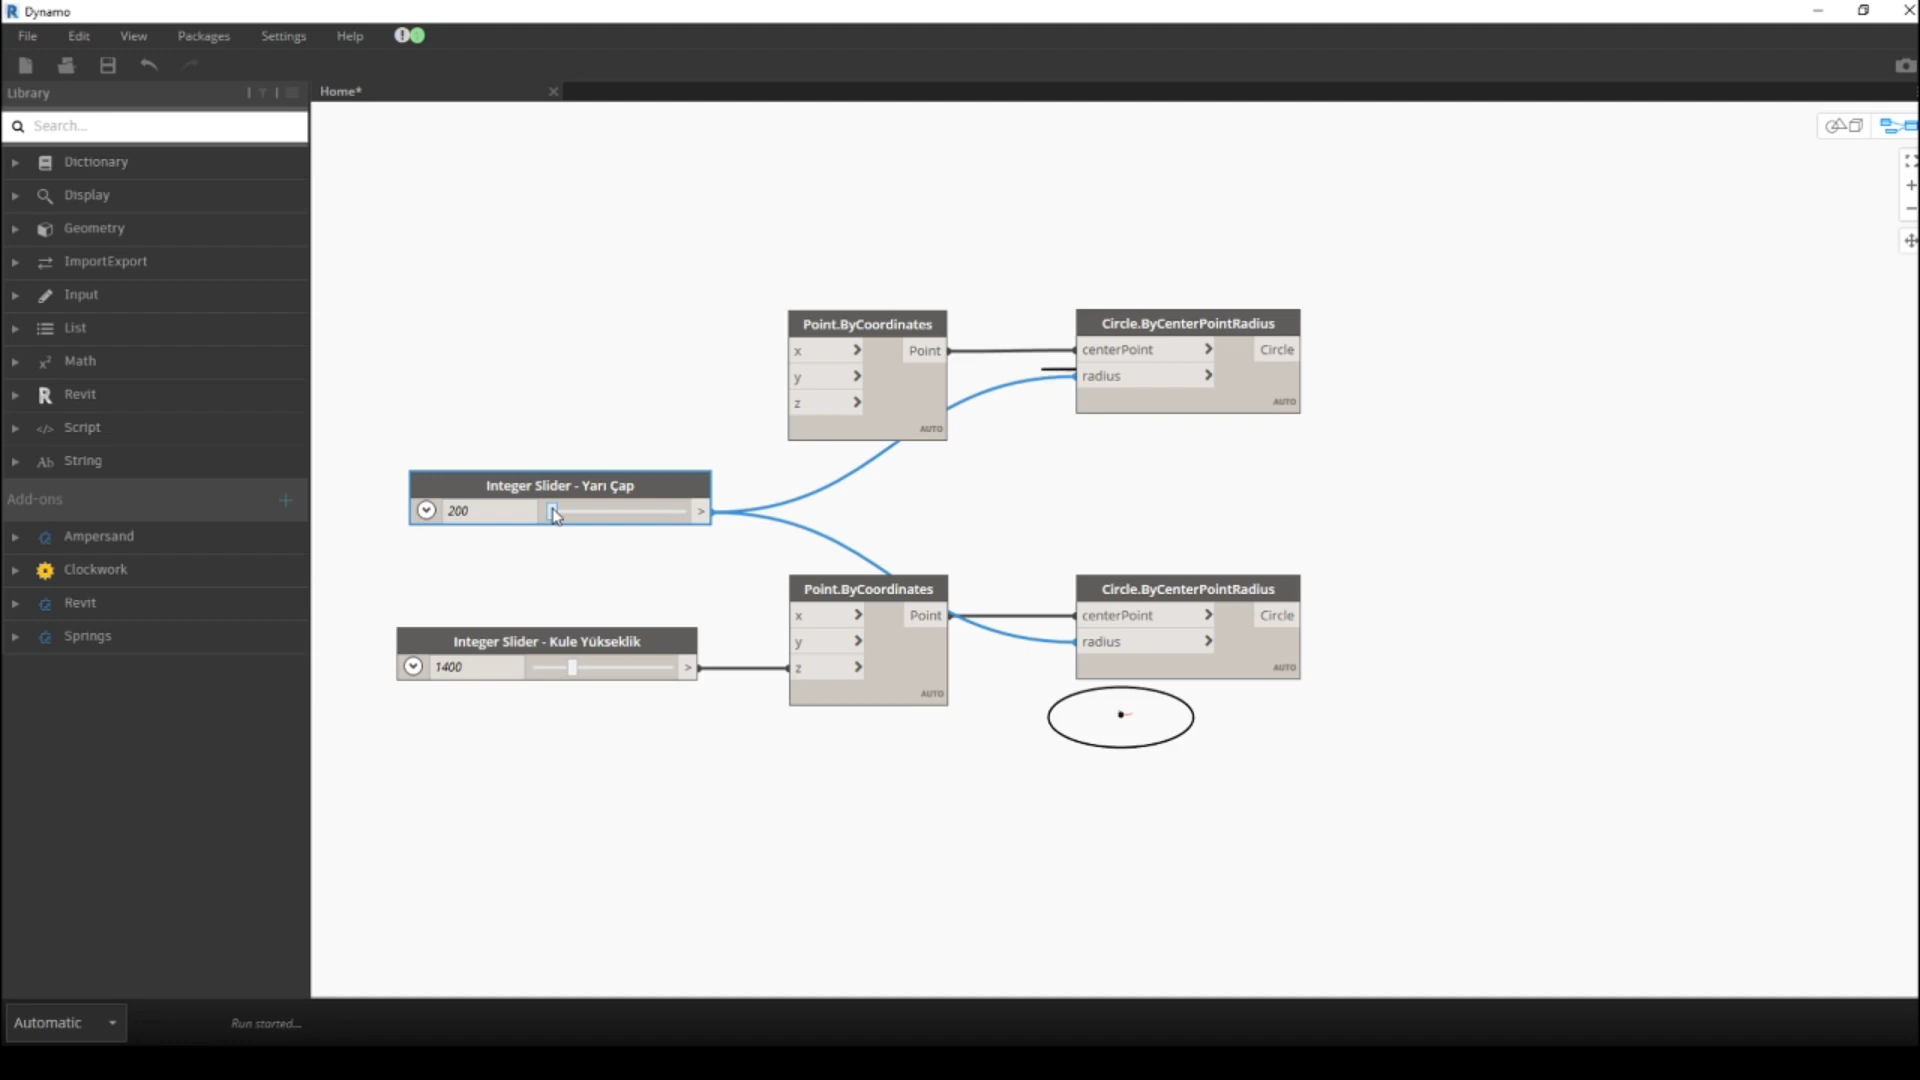 Dynamo
File Edit View Packages Settings Help
Library
Home*
Search...
Dictionary
Display
Geometry
ImportExport
Input
List
Math
Revit
Script
String
Add-ons
Ampersand
Clockwork
Revit
Springs
Point.ByCoordinates
x Point
y
z
AUTO
Circle.ByCenterPointRadius
centerPoint Circle
radius
AUTO
Integer Slider - Yarı Çap
200 >
Point.ByCoordinates
x Point
y
z
AUTO
Circle.ByCenterPointRadius
centerPoint Circle
radius
AUTO
Integer Slider - Kule Yükseklik
1400 >
Automatic
Run started...